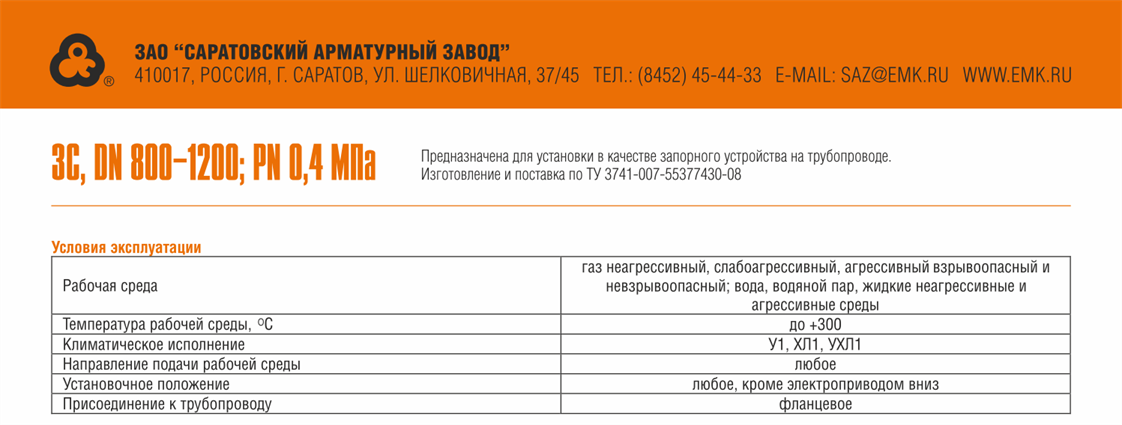 ЗАО “САРАТОВСКИЙ АРМАТУРНЫЙ ЗАВОД”
410017, РОССИЯ, Г. САРАТОВ, УЛ. ШЕЛКОВИЧНАЯ, 37/45 ТЕЛ.: (8452) 45-44-33 E-MAIL: SAZ@EMK.RU WWW.EMK.RU
®
ЗС, DN 800–1200; PN 0,4 МПа
Предназначена для установки в качестве запорного устройства на трубопроводе.
Изготовление и поставка по ТУ 3741-007-55377430-08
Условия эксплуатации
Рабочая среда
газ неагрессивный, слабоагрессивный, агрессивный взрывоопасный и
невзрывоопасный; вода, водяной пар, жидкие неагрессивные и
агрессивные среды
Температура рабочей среды, ºС до +300
Климатическое исполнение У1, ХЛ1, УХЛ1
Направление подачи рабочей среды любое
Установочное положение любое, кроме электроприводом вниз
Присоединение к трубопроводу фланцевое